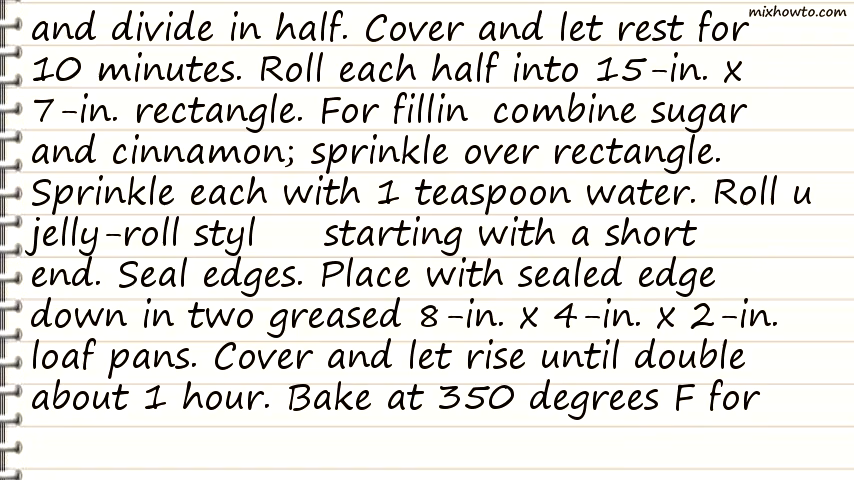 mixhowto.com
and divide in half. Cover and let rest for
10 minutes. Roll each half into 15-in. x
7-in. rectangle. For fillin combine sugar
and cinnamon; sprinkle over rectangle.
Sprinkle each with 1 teaspoon water. Roll u
jelly-roll styl starting with a short
end. Seal edges. Place with sealed edge
down in two greased 8-in. x 4-in. x 2-in.
loaf pans. Cover and let rise until double
about 1 hour. Bake at 350 degrees F for